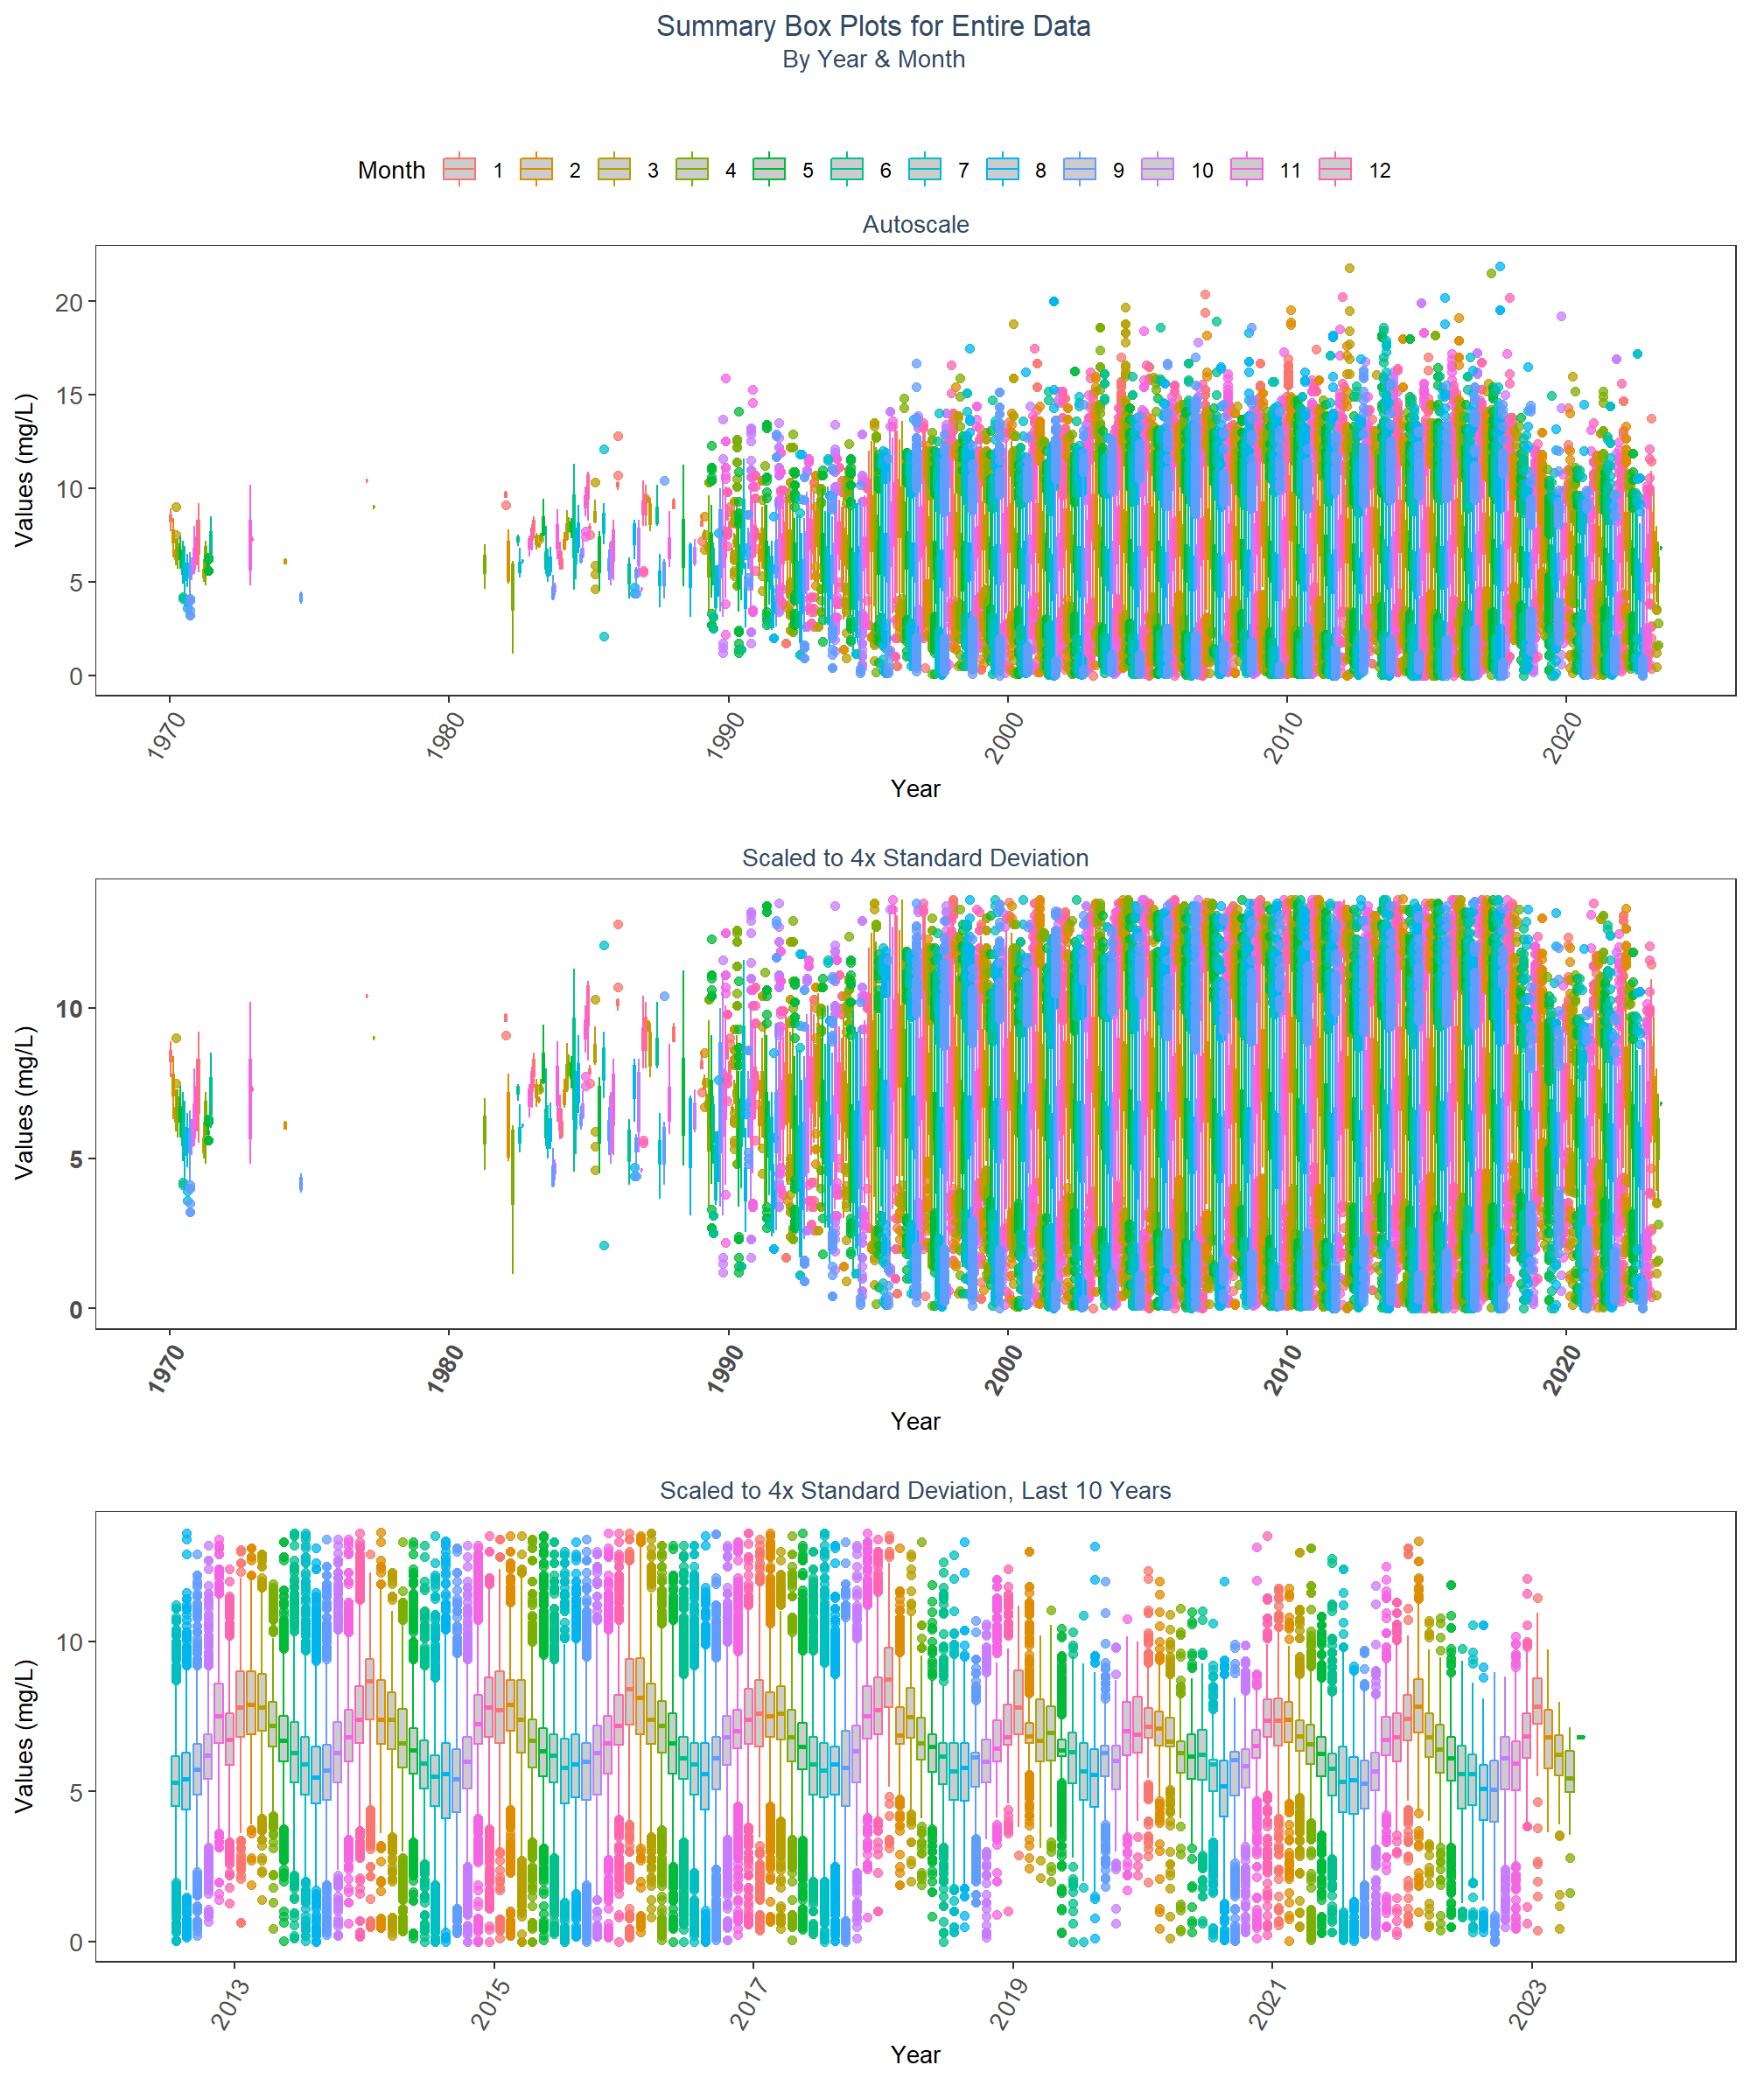 Summary Box Plots for Entire Data
By Year & Month
Month 1 2 3 4 5 6 7 8 9 10 11 12
Autoscale
Values (mg/L)
20
15
10
5
0
1970 1980 1990 2000 2010 2020
Year
Scaled to 4x Standard Deviation
Values (mg/L)
10
5
0
1970 1980 1990 2000 2010 2020
Year
Scaled to 4x Standard Deviation, Last 10 Years
Values (mg/L)
10
5
0
2013 2015 2017 2019 2021 2023
Year